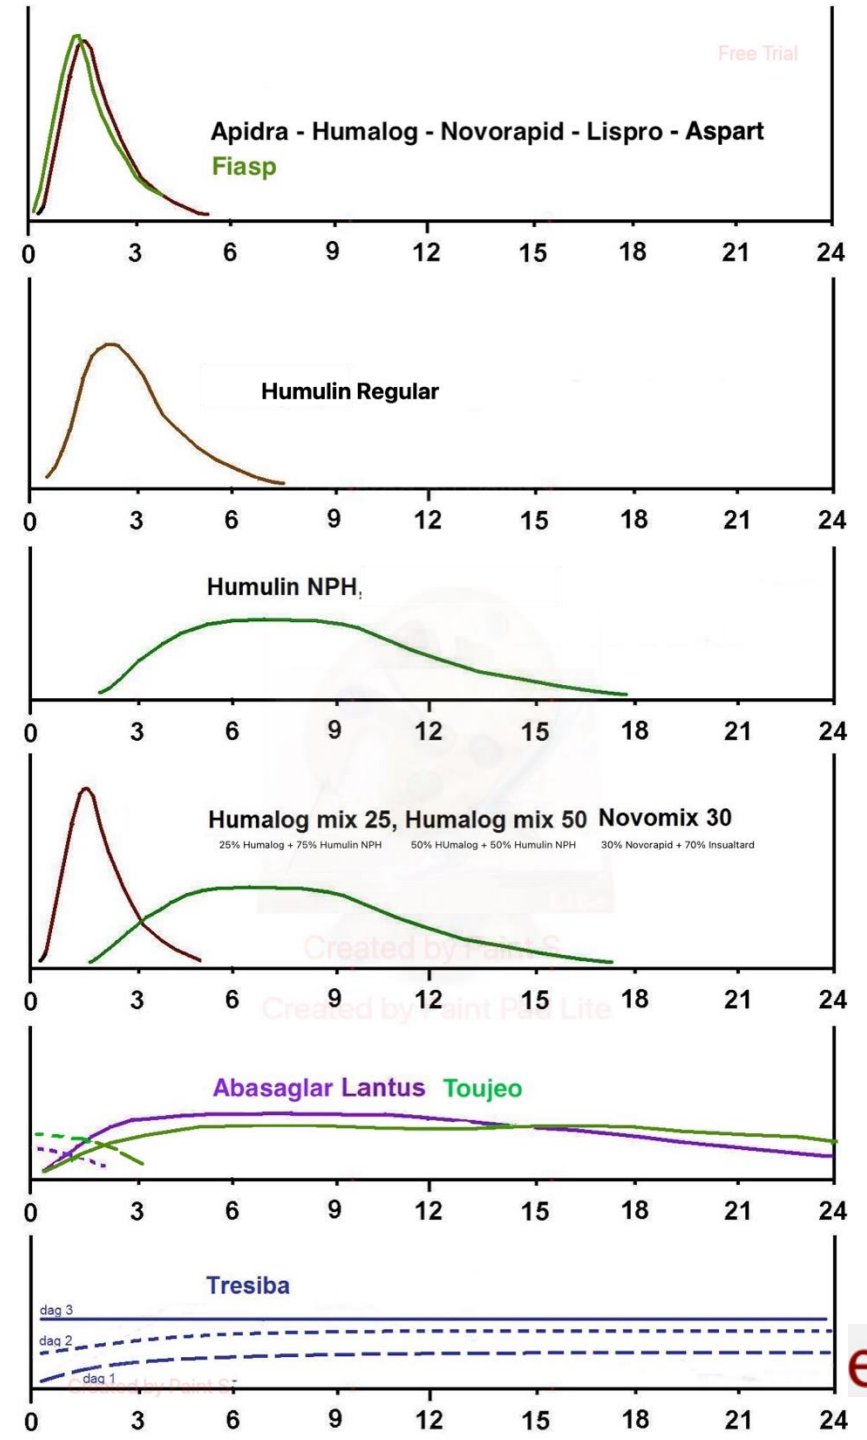 Free Trial
Apidra - Humalog - Novorapid - Lispro - Aspart
Fiasp
0 3 6 9 12 15 18 21 24
Humulin Regular
0 3 6 9 12 15 18 21 24
Humulin NPH
0 3 6 9 12 15 18 21 24
Humalog mix 25, Humalog mix 50 Novomix 30
25% Humalog + 75% Humulin NPH 50% HUmalog + 50% Humulin NPH 30% Novorapid + 70% Insualtard
Created by Paint S
0 3 6 9 12 15 18 21 24
Created by Paint Pad Lite
Abasaglar Lantus Toujeo
0 3 6 9 12 15 18 21 24
Tresiba
dag 3
dag 2
dag 1
Created by Paint S
0 3 6 9 12 15 18 21 24